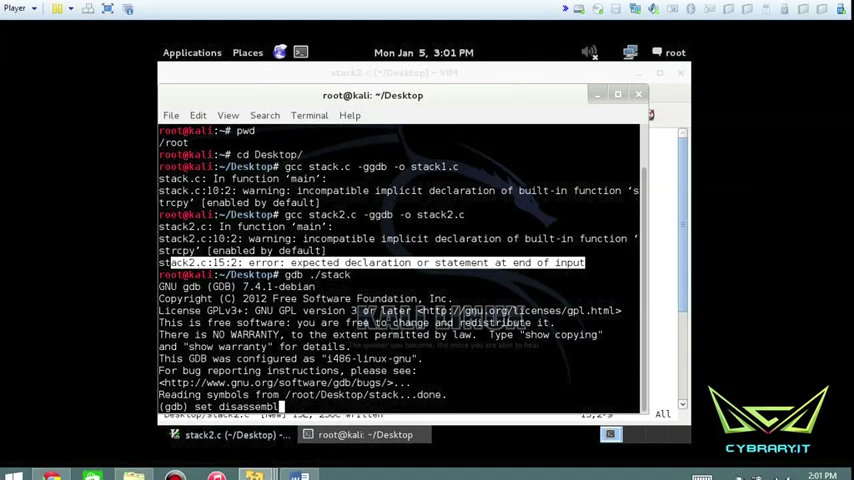 Player
Applications Places Mon Jan 5, 3:01 PM root
stack2.c (~/Desktop) - VIM
root@kali: ~/Desktop
File Edit View Search Terminal Help
root@kali:~# pwd
/root
root@kali:~# cd Desktop/
root@kali:~/Desktop# gcc stack.c -ggdb -o stack1.c
stack.c: In function 'main':
stack.c:10:2: warning: incompatible implicit declaration of built-in function 's
trcpy' [enabled by default]
root@kali:~/Desktop# gcc stack2.c -ggdb -o stack2.c
stack2.c: In function 'main':
stack2.c:10:2: warning: incompatible implicit declaration of built-in function '
strcpy' [enabled by default]
stack2.c:15:2: error: expected declaration or statement at end of input
root@kali:~/Desktop# gdb ./stack
GNU gdb (GDB) 7.4.1-debian
Copyright (C) 2012 Free Software Foundation, Inc.
License GPLv3+: GNU GPL version 3 or later <http://gnu.org/licenses/gpl.html>
This is free software: you are free to change and redistribute it.
There is NO WARRANTY, to the extent permitted by law. Type "show copying"
and "show warranty" for details.
This GDB was configured as "i486-linux-gnu".
For bug reporting instructions, please see:
<http://www.gnu.org/software/gdb/bugs/>...
Reading symbols from /root/Desktop/stack...done.
(gdb) set disassembl
KALI LINUX
All
stack2.c (~/Desktop) -... root@kali: ~/Desktop
CYBRARY.IT
2:01 PM